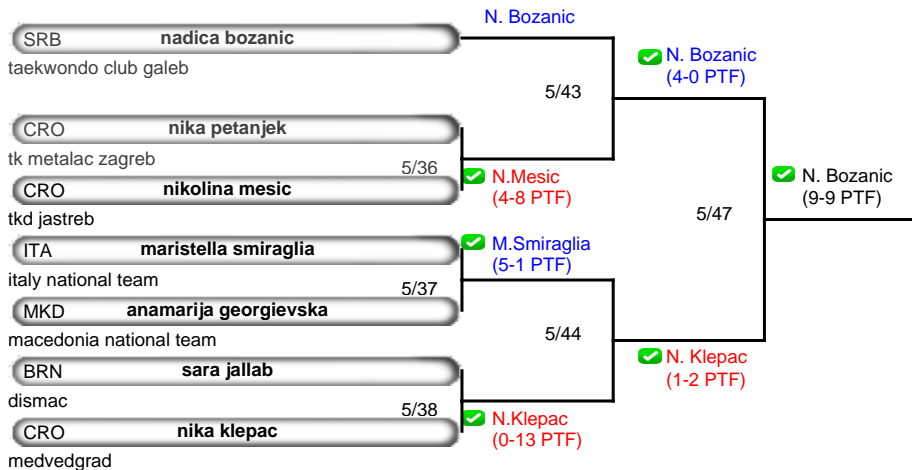 N. Bozanic
SRB nadica bozanic
taekwondo club galeb
N. Bozanic
(4-0 PTF)
5/43
CRO nika petanjek
tk metalac zagreb
5/36
CRO nikolina mesic
tkd jastreb
N.Mesic
(4-8 PTF)
N. Bozanic
(9-9 PTF)
5/47
ITA maristella smiraglia
italy national team
M.Smiraglia
(5-1 PTF)
5/37
MKD anamarija georgievska
macedonia national team
5/44
BRN sara jallab
dismac
N. Klepac
(1-2 PTF)
5/38
CRO nika klepac
medvedgrad
N.Klepac
(0-13 PTF)